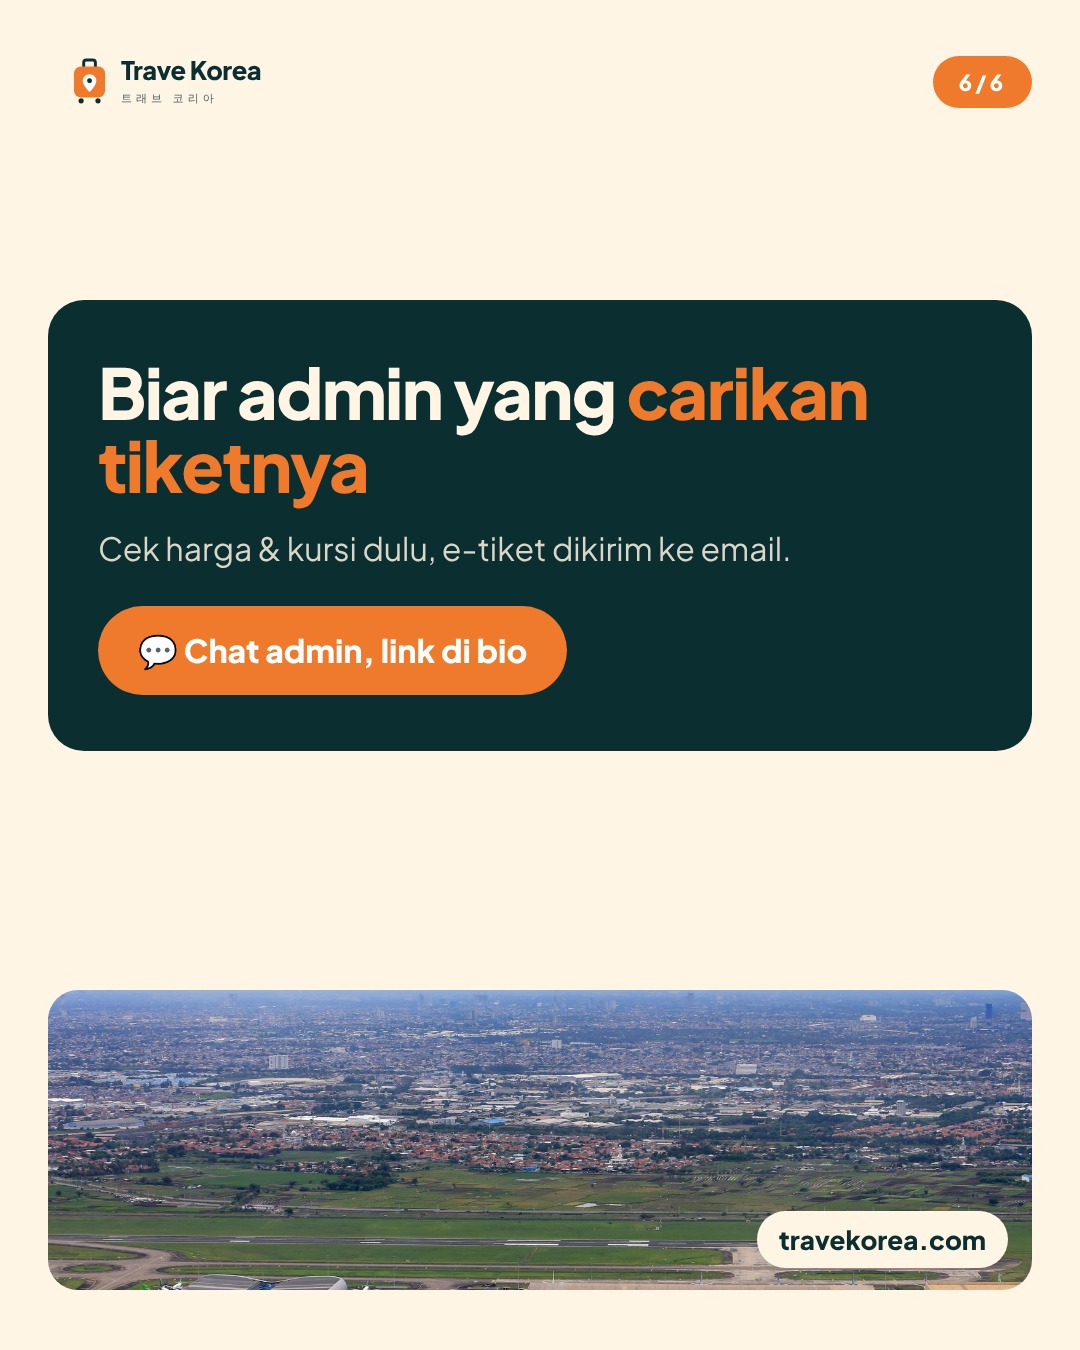 Trave Korea
트래브 코리아
6/6
Biar admin yang carikan
tiketnya
Cek harga & kursi dulu, e-tiket dikirim ke email.
💬 Chat admin, link di bio
travekorea.com